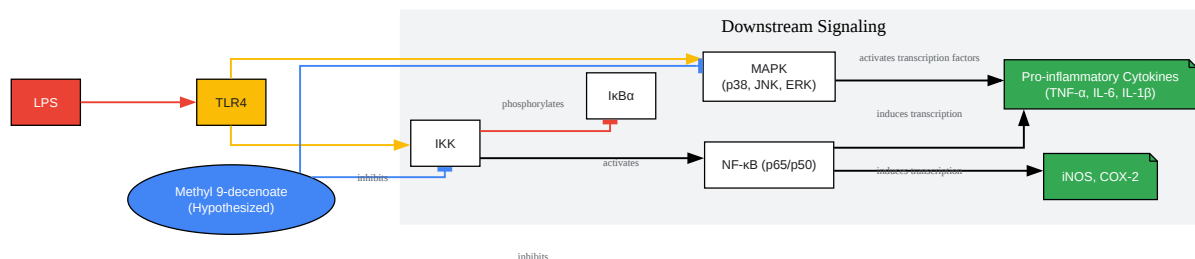 Downstream Signaling
LPS
TLR4
MAPK
(p38, JNK, ERK)
activates transcription factors
Pro-inflammatory Cytokines
(TNF-α, IL-6, IL-1β)
IκBα
phosphorylates
induces transcription
IKK
activates
NF-κB (p65/p50)
induces transcription
iNOS, COX-2
Methyl 9-decenoate
(Hypothesized)
inhibits
inhibits